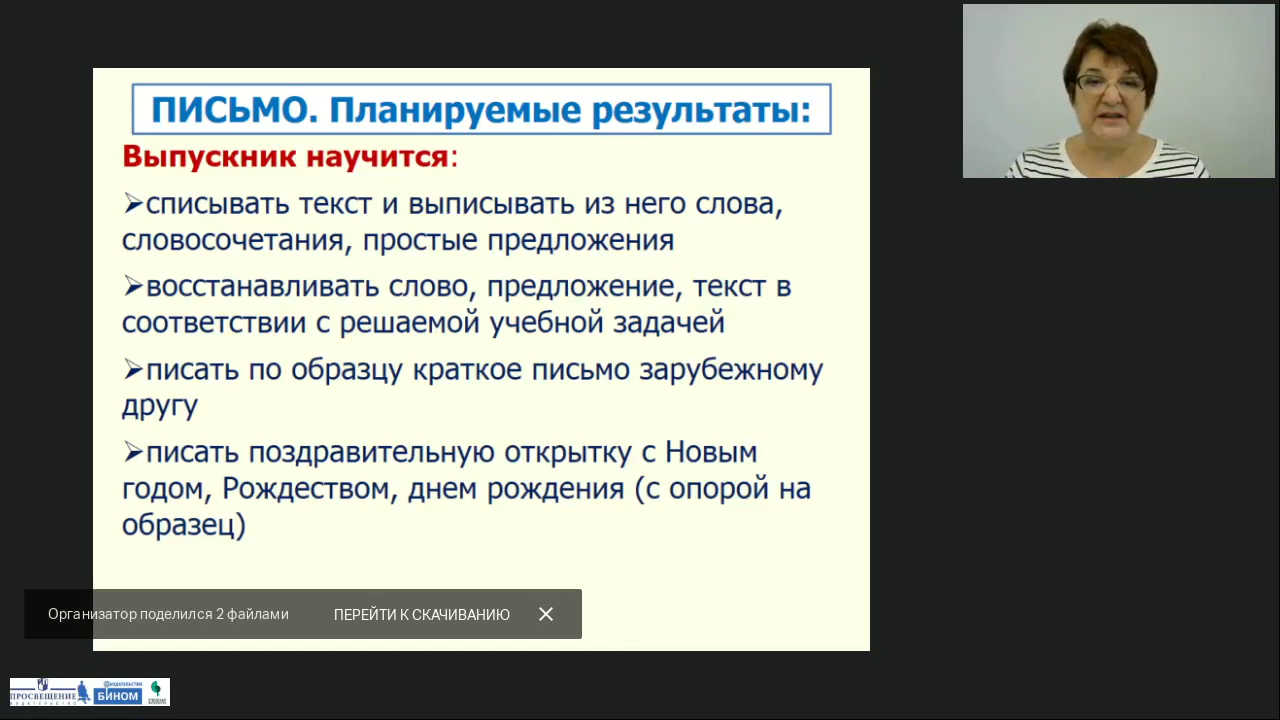 ПИСЬМО. Планируемые результаты:
Выпускник научится:
➢списывать текст и выписывать из него слова,
словосочетания, простые предложения
➢восстанавливать слово, предложение, текст в
соответствии с решаемой учебной задачей
➢писать по образцу краткое письмо зарубежному
другу
➢писать поздравительную открытку с Новым
годом, Рождеством, днем рождения (с опорой на
образец)
Организатор поделился 2 файлами ПЕРЕЙТИ К СКАЧИВАНИЮ
ПРОСВЕЩЕНИЕ
ИЗДАТЕЛЬСТВО
БИНОМ